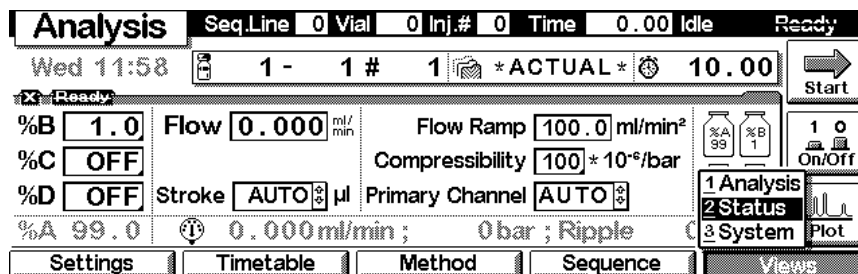 Analysis Seq.Line 0 Vial 0 Inj.# 0 Time 0.00 Idle Ready
Wed 11:58 1 - 1 # 1 *ACTUAL* 10.00
Start
X Ready
%B 1.0 Flow 0.000 ml/min Flow Ramp 100.0 ml/min² %A 99 %B 1 1 0
%C OFF Compressibility 100 * 10⁻⁶/bar On/Off
%D OFF Stroke AUTO µl Primary Channel AUTO
1 Analysis
2 Status
3 System
Plot
%A 99.0 0.000 ml/min ; 0 bar ; Ripple
Settings Timetable Method Sequence Views